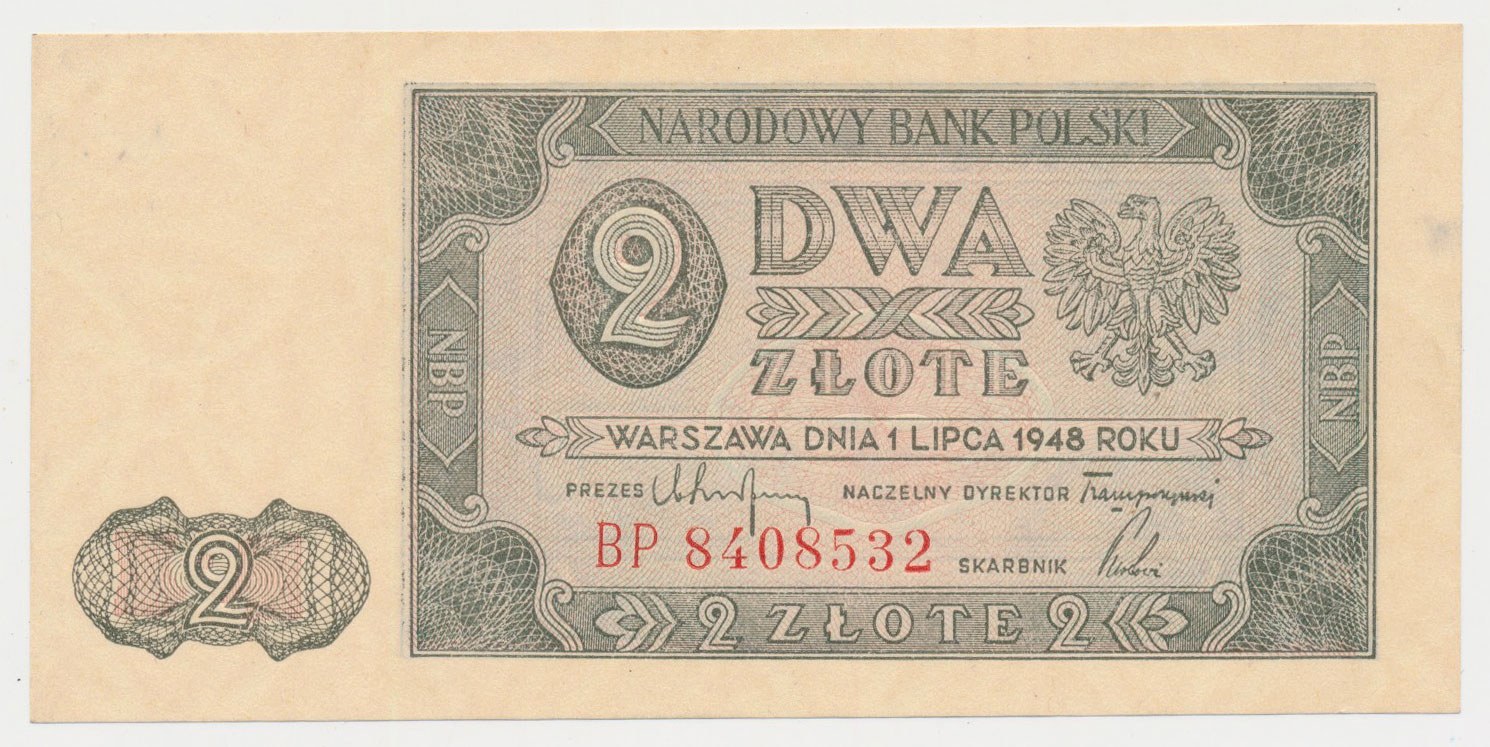 NARODOWY BANK POLSKI
2
DWA
ZŁOTE
NBP
NBP
WARSZAWA DNIA 1 LIPCA 1948 ROKU
PREZES
NACZELNY DYREKTOR
BP 8408532
SKARBNIK
2
2 ZŁOTE 2